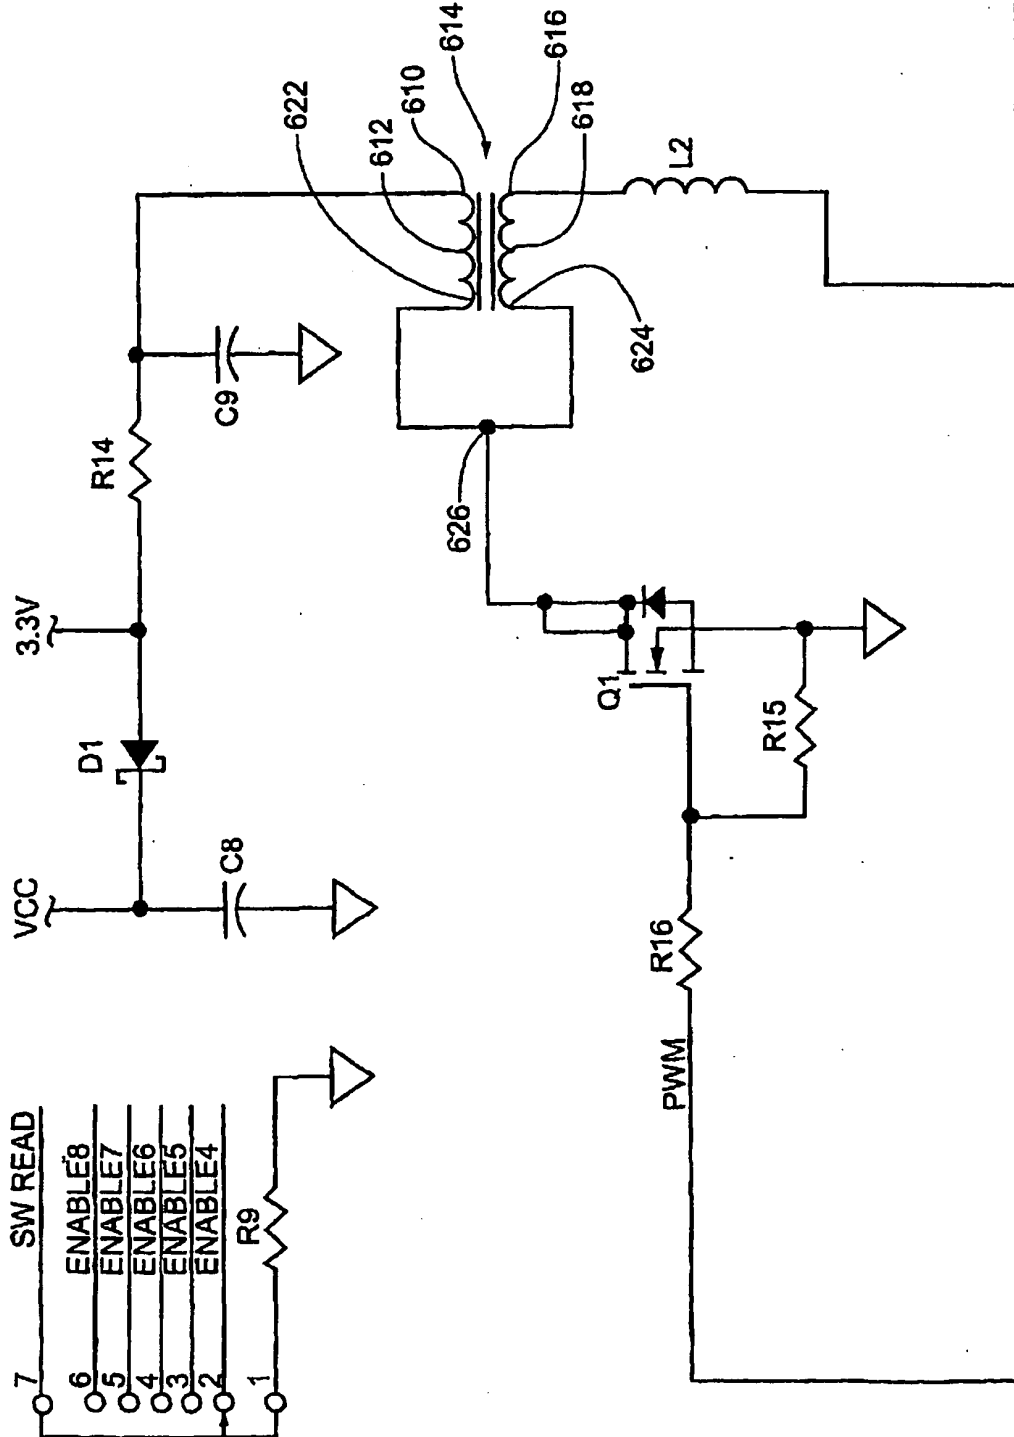 7 SW READ
6 ENABLE8
5 ENABLE7
4 ENABLE6
3 ENABLE5
2 ENABLE4
1 R9
VCC
C8
D1
3.3V
R14
C9
622
612
610
614
616
618
L2
624
626
Q1
R15
R16
PWM